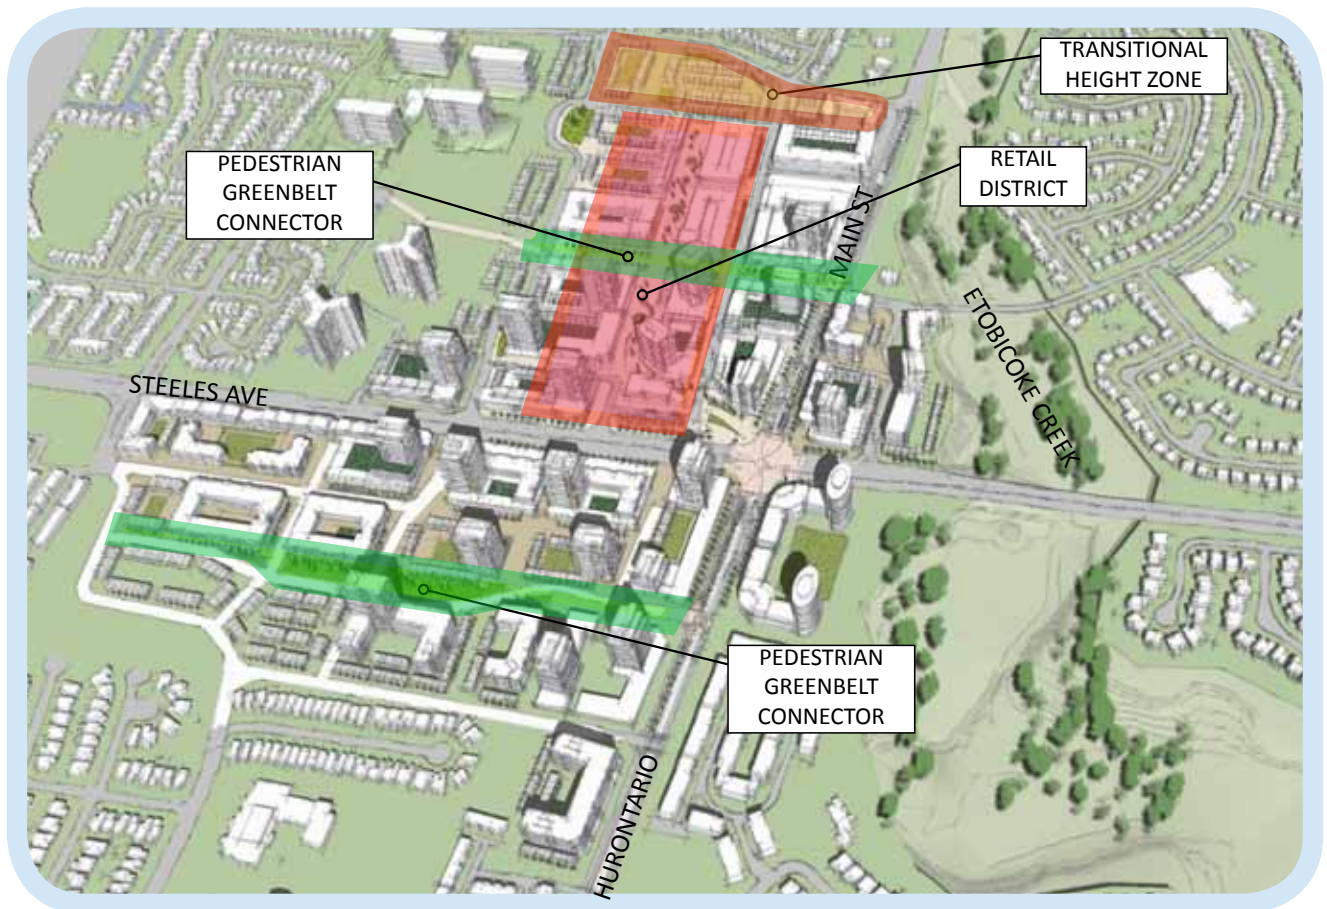 TRANSITIONAL
HEIGHT ZONE
PEDESTRIAN
GREENBELT
CONNECTOR
RETAIL
DISTRICT
MAIN ST
ETOBICOKE CREEK
STEELES AVE
PEDESTRIAN
GREENBELT
CONNECTOR
HURONTARIO